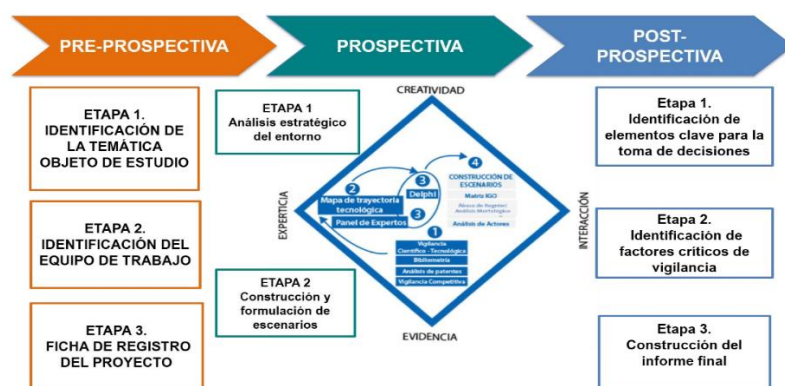 PRE-PROSPECTIVA
PROSPECTIVA
POST-
PROSPECTIVA
ETAPA 1.
IDENTIFICACIÓN DE
LA TEMÁTICA
OBJETO DE ESTUDIO
ETAPA 2.
IDENTIFICACIÓN DEL
EQUIPO DE TRABAJO
ETAPA 3.
FICHA DE REGISTRO
DEL PROYECTO
ETAPA 1
Análisis estratégico
del entorno
ETAPA 2
Construcción y
formulación de
escenarios
CREATIVIDAD
EXPERTICIA
INTERACCIÓN
EVIDENCIA
4
CONSTRUCCIÓN DE
ESCENARIOS
Matriz IGO
Ábaco de Regnier/
Análisis Morfológico
Análisis de Actores
3
Delphi
2
Mapa de trayectoria
tecnológica
3
Panel de Expertos
1
Vigilancia
Científico - Tecnológica
Bibliometría
Análisis de patentes
Vigilancia Competitiva
Etapa 1.
Identificación de
elementos clave para la
toma de decisiones
Etapa 2.
Identificación de
factores críticos de
vigilancia
Etapa 3.
Construcción del
informe final